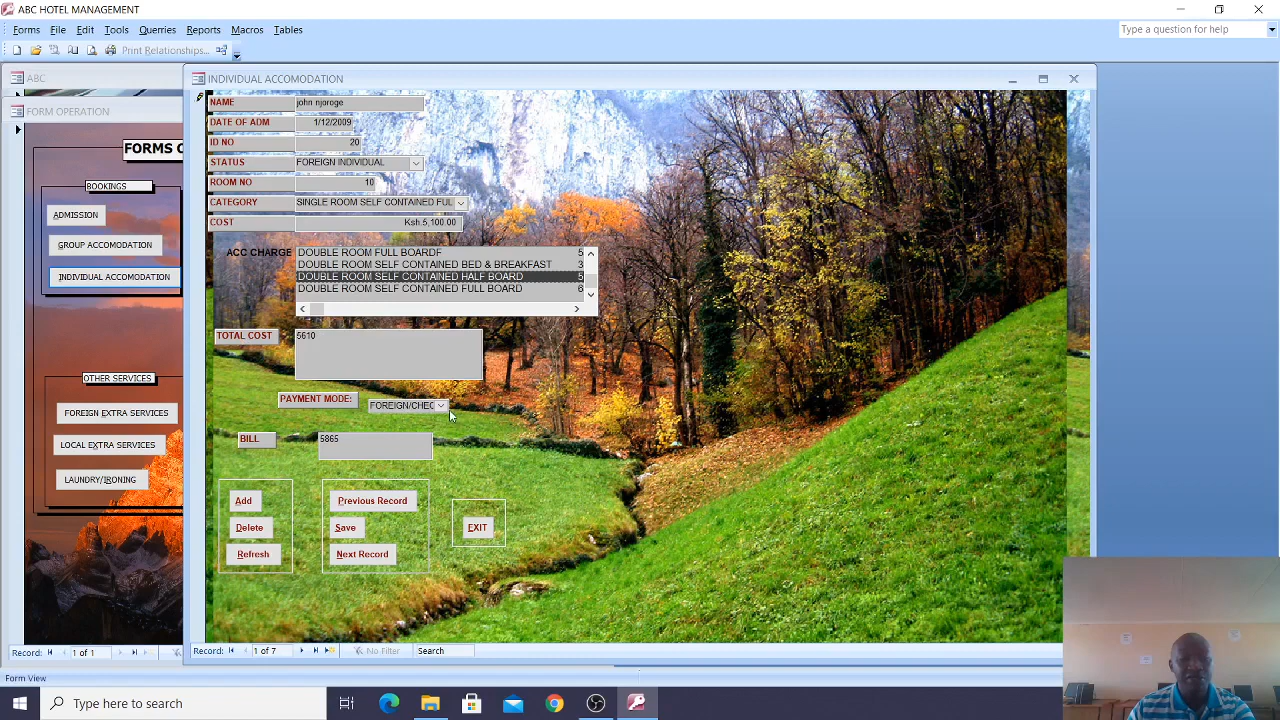 ABC HOTEL MANAGEMENT
Forms File Edit Tools Queries Reports Macros Tables
Type a question for help
Print Relationships...
ABC
FORM OPERATION
FORMS O
BOOKINGS
ADMISSION
GROUP ACCOMODATION
INDIVIDUAL ACCOMODATION
OTHER SERVICES
FOREIGN EXTRA SERVICES
LOCAL EXTRA SERVICES
LAUNDRY/IRONING
Record: 1 of 1
INDIVIDUAL ACCOMODATION
NAME john njoroge
DATE OF ADM 1/12/2009
ID NO 20
STATUS FOREIGN INDIVIDUAL
ROOM NO 10
CATEGORY SINGLE ROOM SELF CONTAINED FUL
COST Ksh.5,100.00
ACC CHARGE DOUBLE ROOM FULL BOARDF 5
DOUBLE ROOM SELF CONTAINED BED & BREAKFAST 3
DOUBLE ROOM SELF CONTAINED HALF BOARD 5
DOUBLE ROOM SELF CONTAINED FULL BOARD 6
TOTAL COST 5610
PAYMENT MODE: FOREIGN/CHEC
BILL 5865
Add Previous Record
Delete Save EXIT
Refresh Next Record
Record: 1 of 7 No Filter Search
Form View
Type here to search